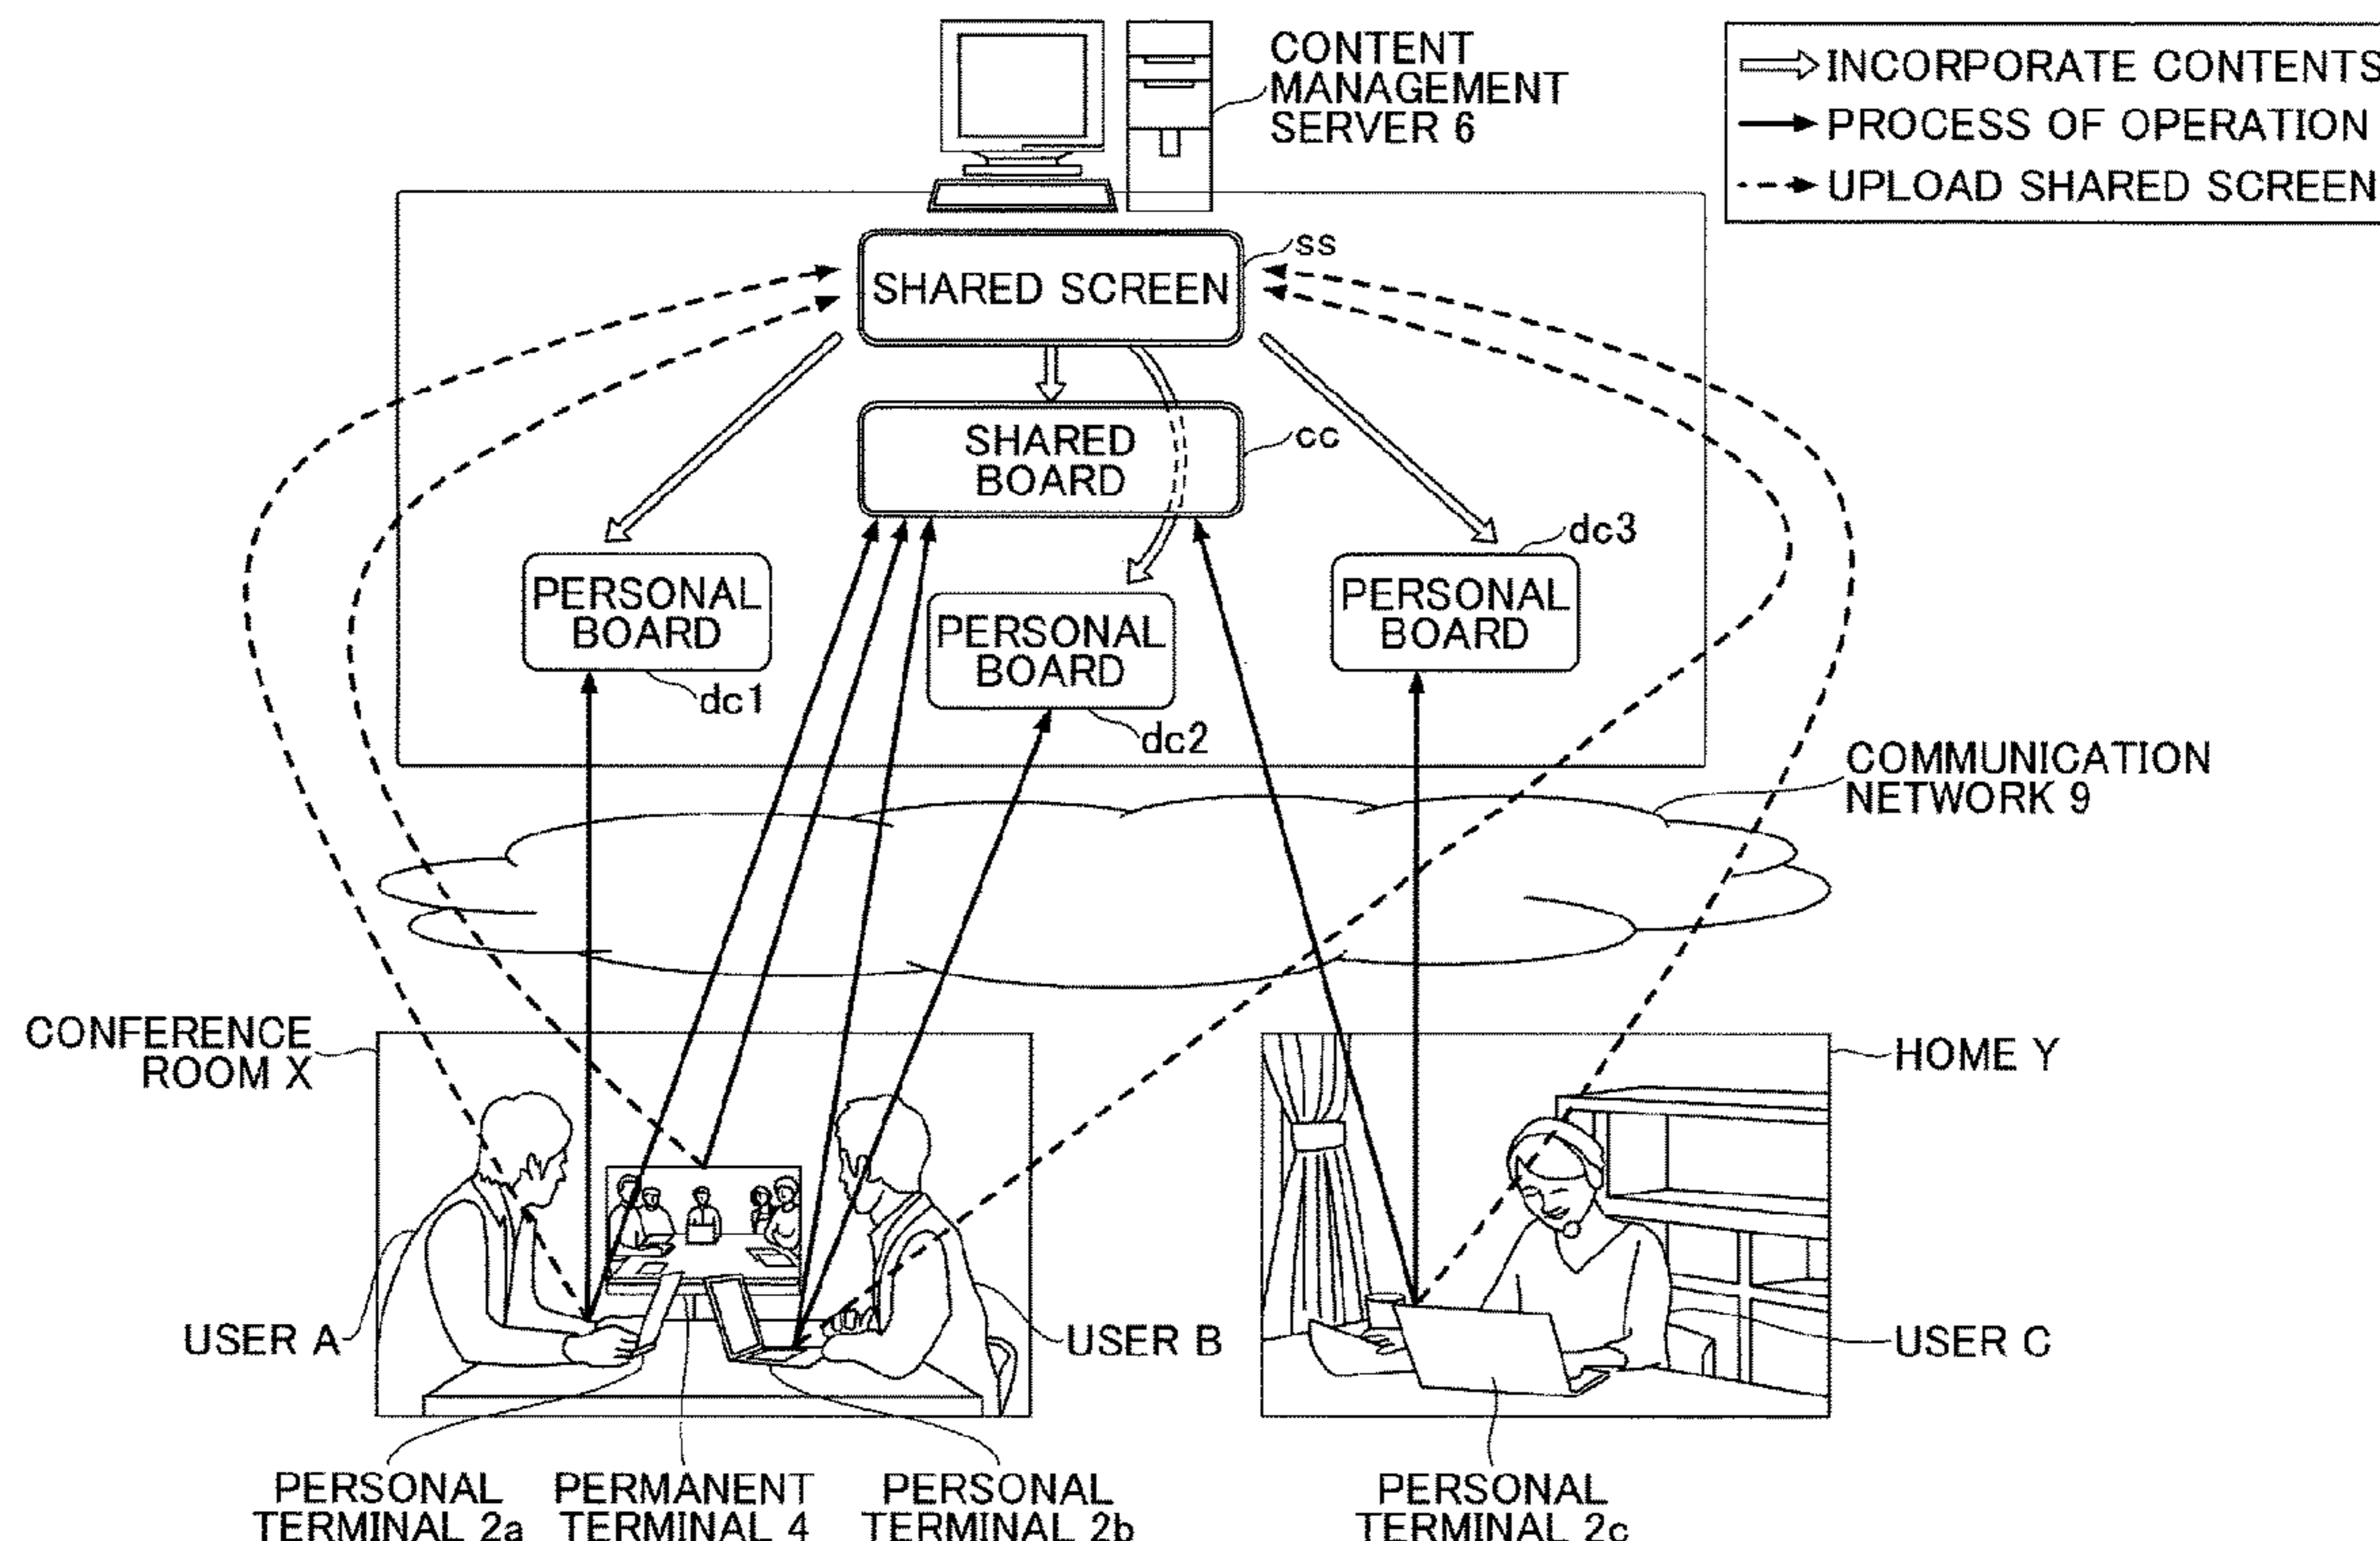 CONTENT
MANAGEMENT
SERVER 6
INCORPORATE CONTENTS
PROCESS OF OPERATION
UPLOAD SHARED SCREEN
SHARED SCREEN
ss
SHARED
BOARD
cc
PERSONAL
BOARD
dc1
PERSONAL
BOARD
dc2
PERSONAL
BOARD
dc3
COMMUNICATION
NETWORK 9
CONFERENCE
ROOM X
HOME Y
USER A
USER B
USER C
PERSONAL
TERMINAL 2a
PERMANENT
TERMINAL 4
PERSONAL
TERMINAL 2b
PERSONAL
TERMINAL 2c